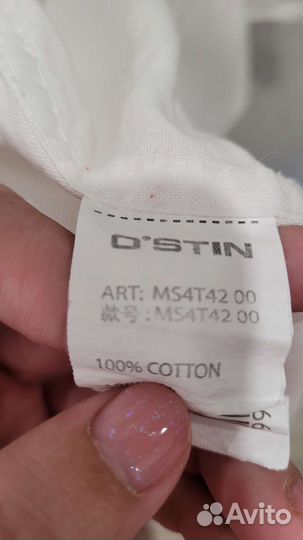 O'STIN
ART: MS4T42 00
款号: MS4T42 00
100% COTTON
Avito